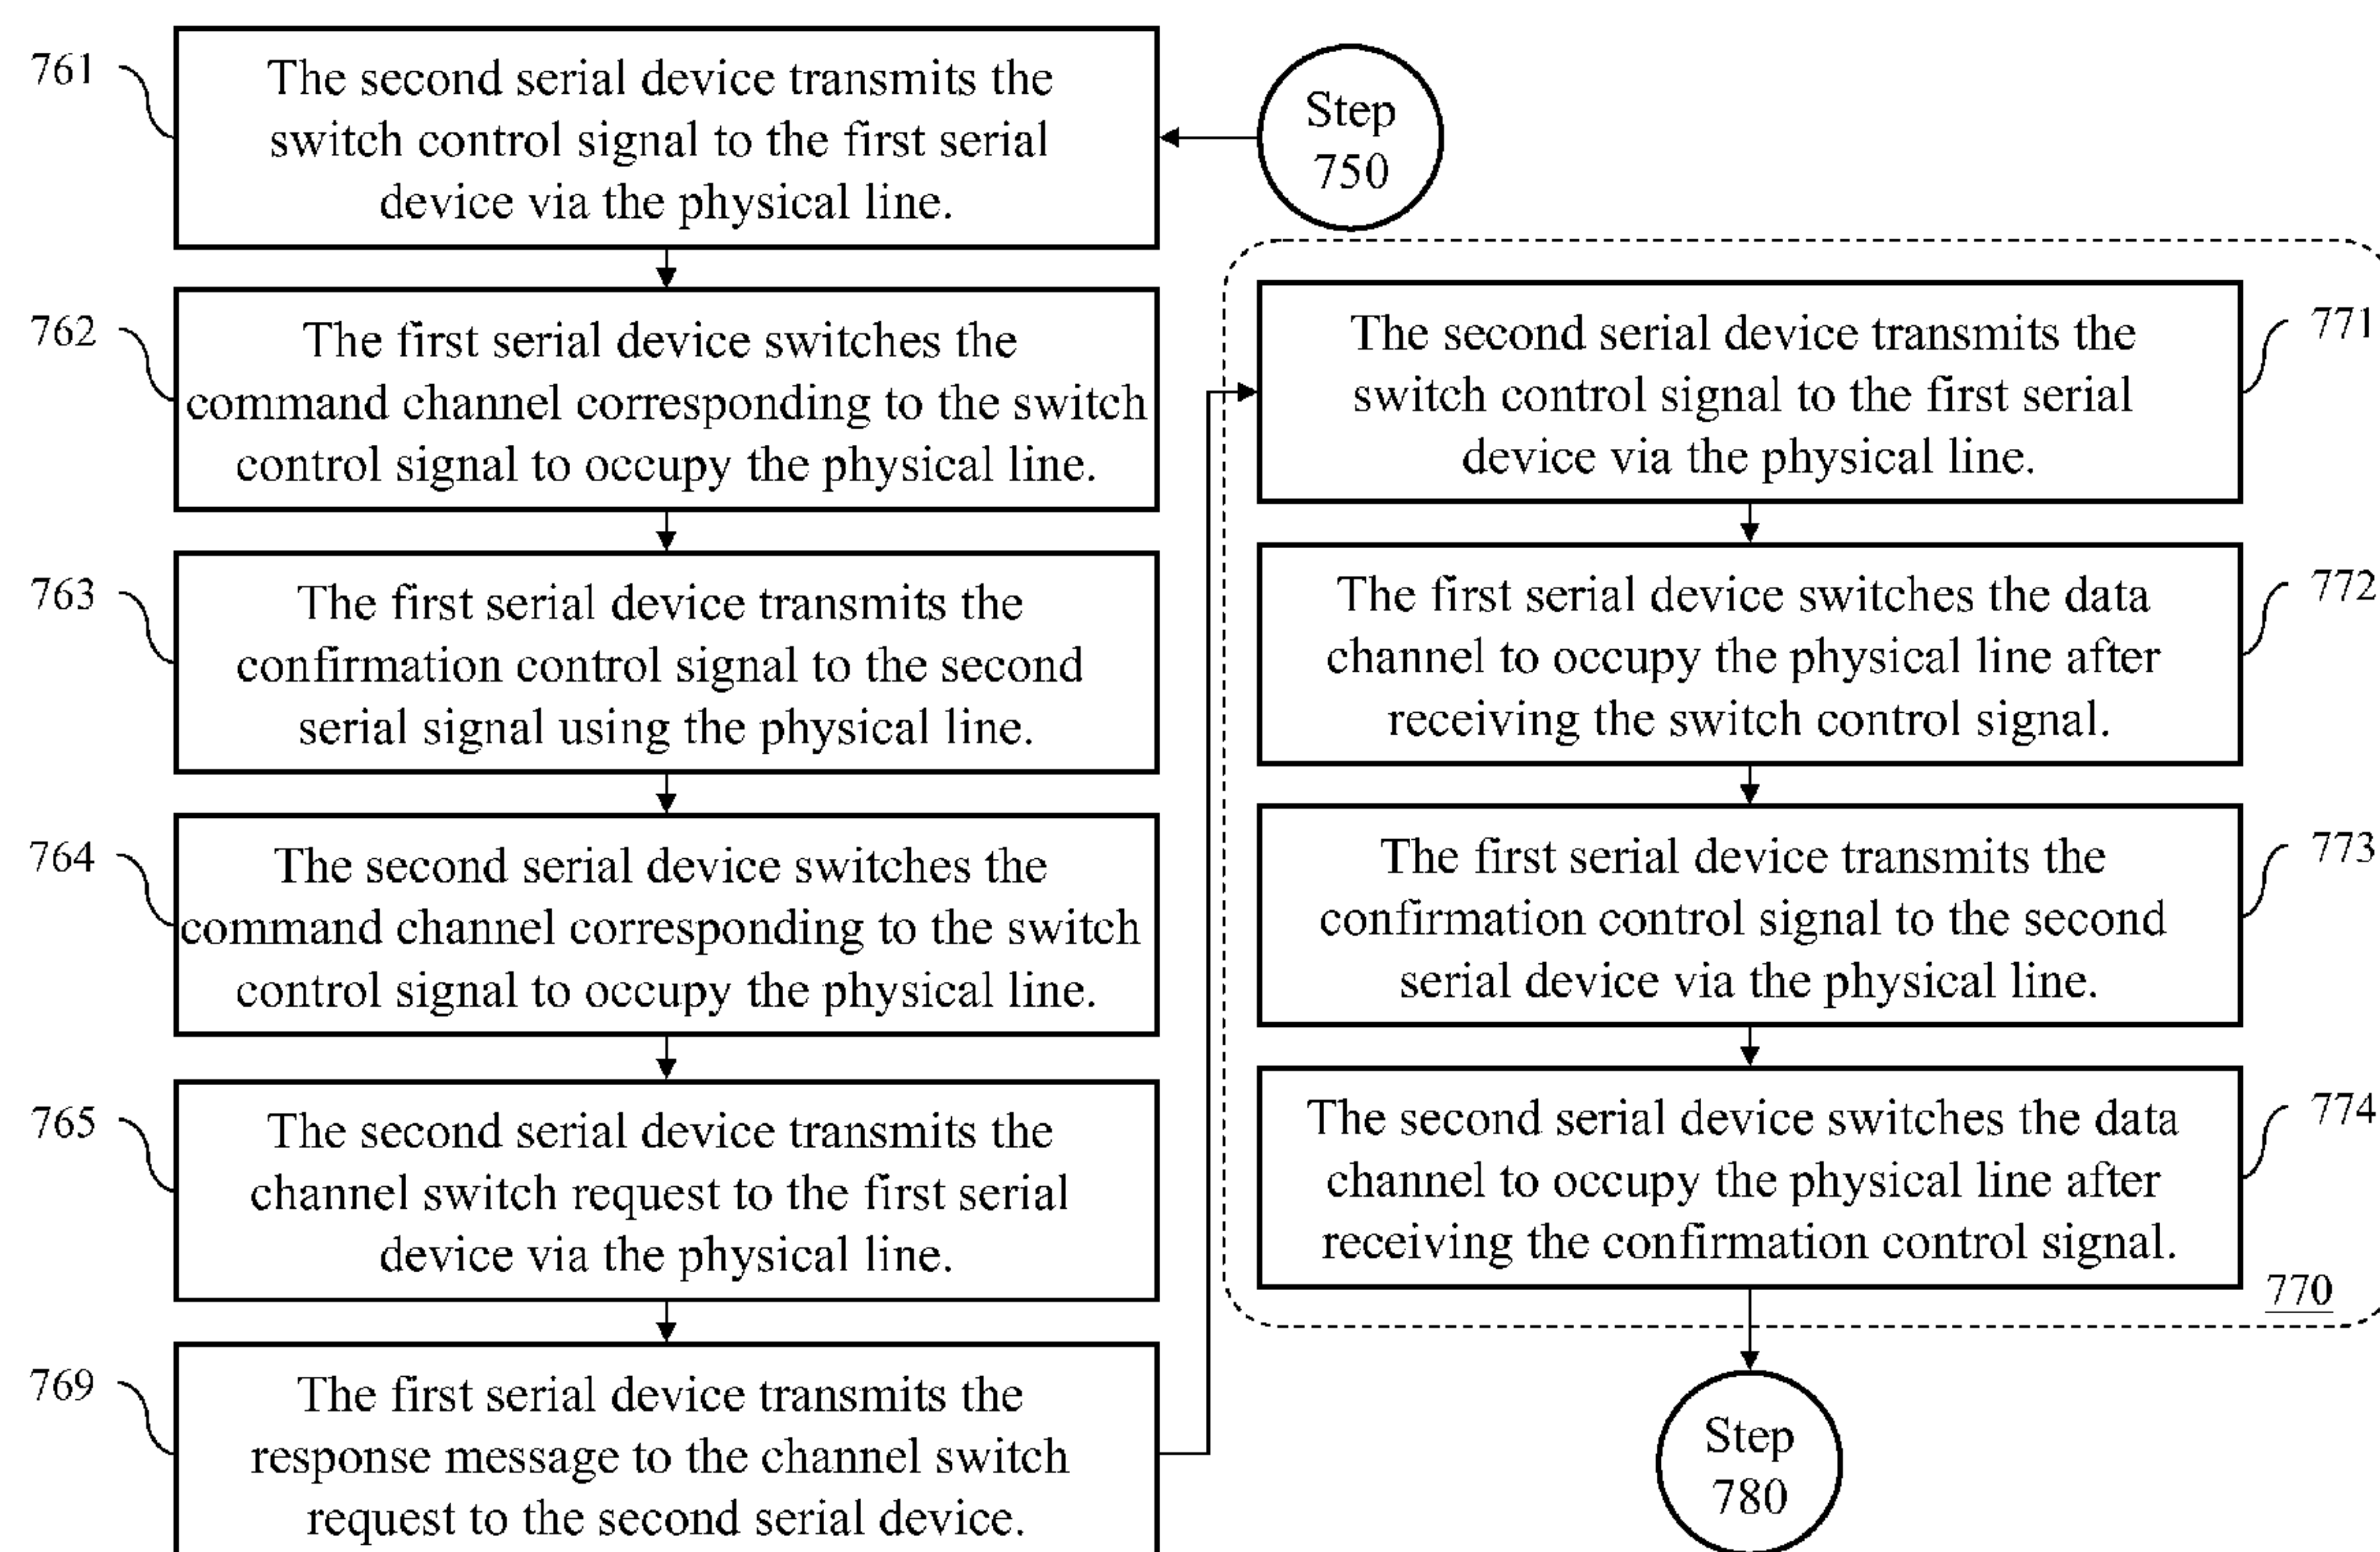 761
The second serial device transmits the
switch control signal to the first serial
device via the physical line.
Step
750
762
The first serial device switches the
command channel corresponding to the switch
control signal to occupy the physical line.
763
The first serial device transmits the
confirmation control signal to the second
serial signal using the physical line.
764
The second serial device switches the
command channel corresponding to the switch
control signal to occupy the physical line.
765
The second serial device transmits the
channel switch request to the first serial
device via the physical line.
769
The first serial device transmits the
response message to the channel switch
request to the second serial device.
771
The second serial device transmits the
switch control signal to the first serial
device via the physical line.
772
The first serial device switches the data
channel to occupy the physical line after
receiving the switch control signal.
773
The first serial device transmits the
confirmation control signal to the second
serial device via the physical line.
774
The second serial device switches the data
channel to occupy the physical line after
receiving the confirmation control signal.
770
Step
780